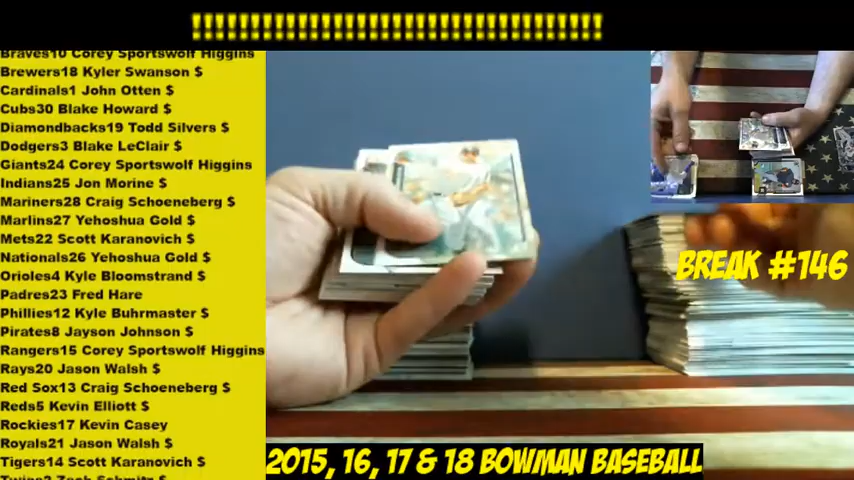 !!!!!!!!!!!!!!!!!!!!!!!!!!!!!!!!!!!!!!!
Braves10 Corey Sportswolf Higgins
Brewers18 Kyler Swanson $
Cardinals1 John Otten $
Cubs30 Blake Howard $
Diamondbacks19 Todd Silvers $
Dodgers3 Blake LeClair $
Giants24 Corey Sportswolf Higgins
Indians25 Jon Morine $
Mariners28 Craig Schoeneberg $
Marlins27 Yehoshua Gold $
Mets22 Scott Karanovich $
Nationals26 Yehoshua Gold $
Orioles4 Kyle Bloomstrand $
Padres23 Fred Hare
Phillies12 Kyle Buhrmaster $
Pirates8 Jayson Johnson $
Rangers15 Corey Sportswolf Higgins
Rays20 Jason Walsh $
Red Sox13 Craig Schoeneberg $
Reds5 Kevin Elliott $
Rockies17 Kevin Casey
Royals21 Jason Walsh $
Tigers14 Scott Karanovich $
BREAK #146
2015, 16, 17 & 18 BOWMAN BASEBALL